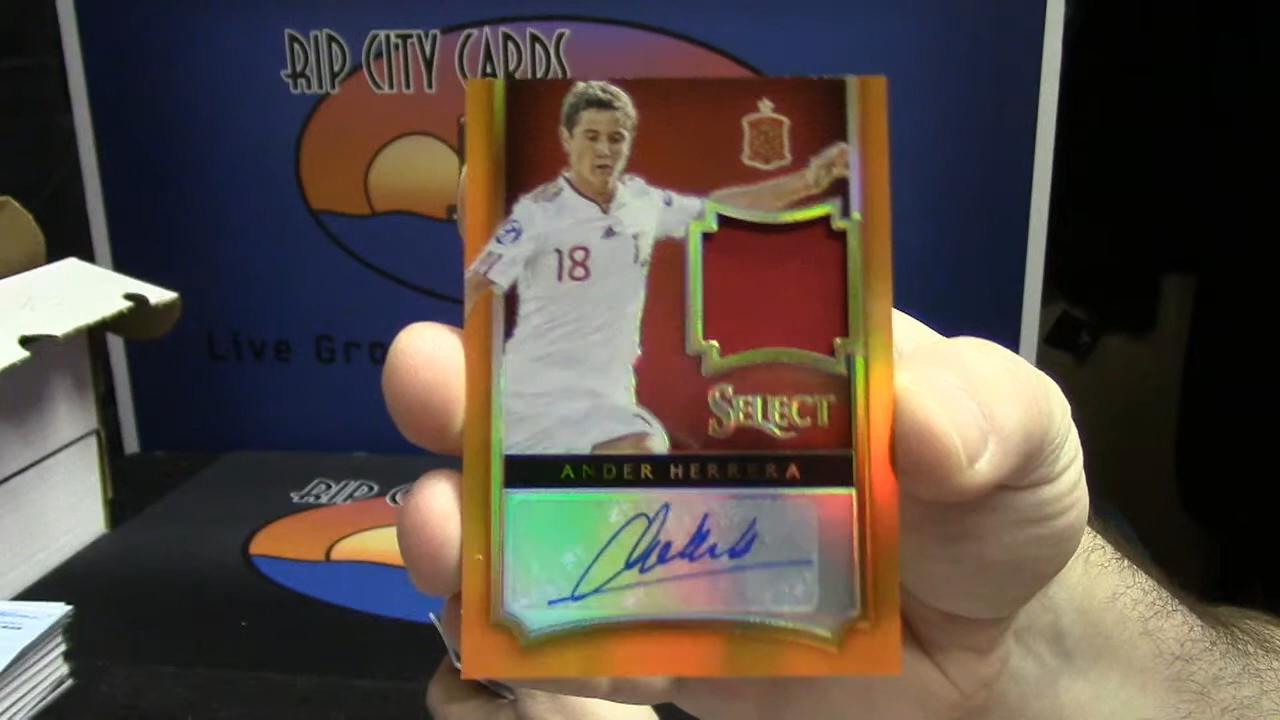 RIP CITY CARDS
Live Gro
18
SELECT
ANDER HERRERA
RIP C